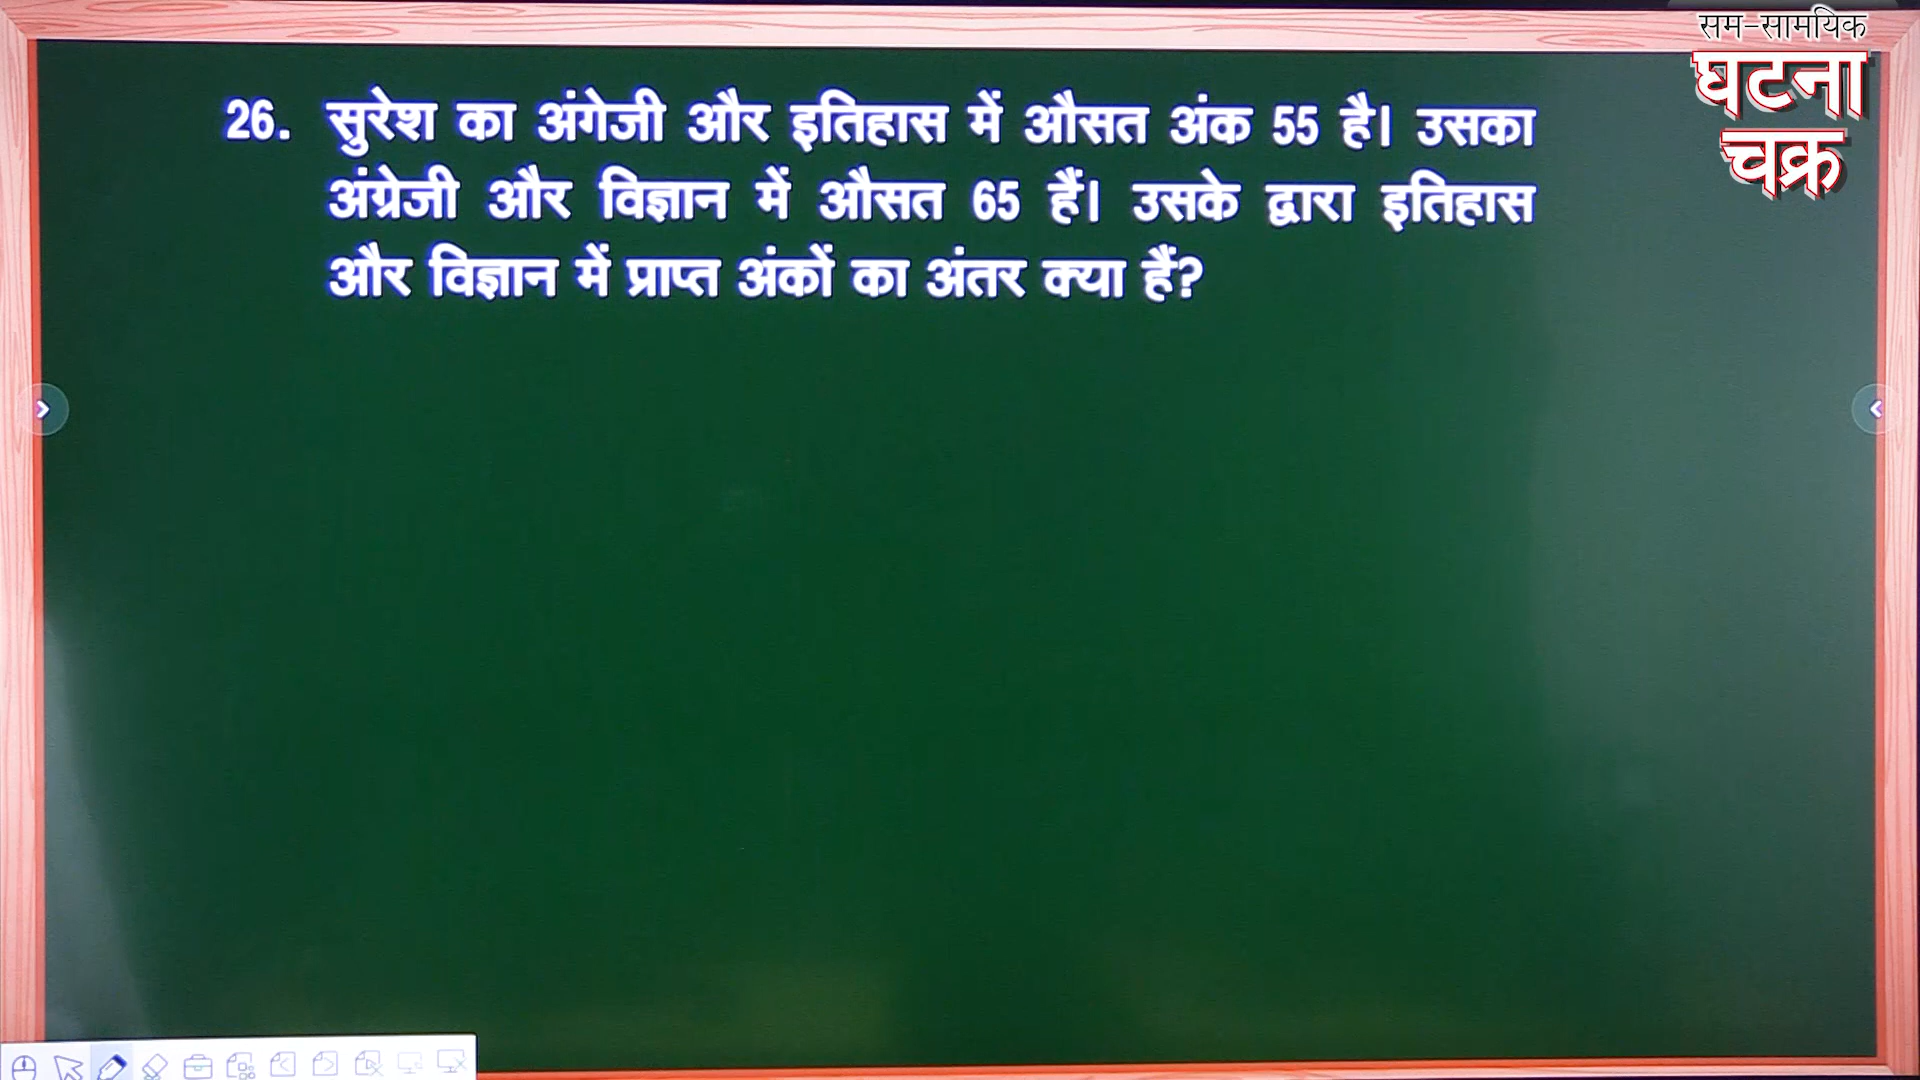 सम-सामयिक
घटना
चक्र
26. सुरेश का अंगेजी और इतिहास में औसत अंक 55 है। उसका
अंग्रेजी और विज्ञान में औसत 65 हैं। उसके द्वारा इतिहास
और विज्ञान में प्राप्त अंकों का अंतर क्या हैं?